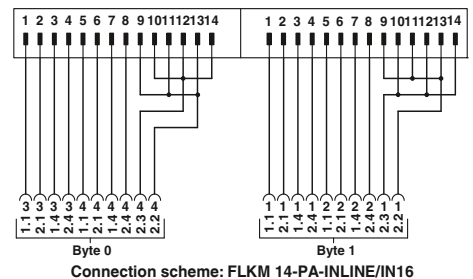 1 2 3 4 5 6 7 8 9 10 11 12 13 14 1 2 3 4 5 6 7 8 9 10 11 12 13 14
3 3 3 3 4 4 4 4 4 4 1 1 1 1 2 2 2 2 1 1
1.1 2.1 1.4 2.4 1.1 2.1 1.4 2.4 2.3 2.2 1.1 2.1 1.4 2.4 1.1 2.1 1.4 2.4 2.3 2.2
Byte 0 Byte 1
Connection scheme: FLKM 14-PA-INLINE/IN16